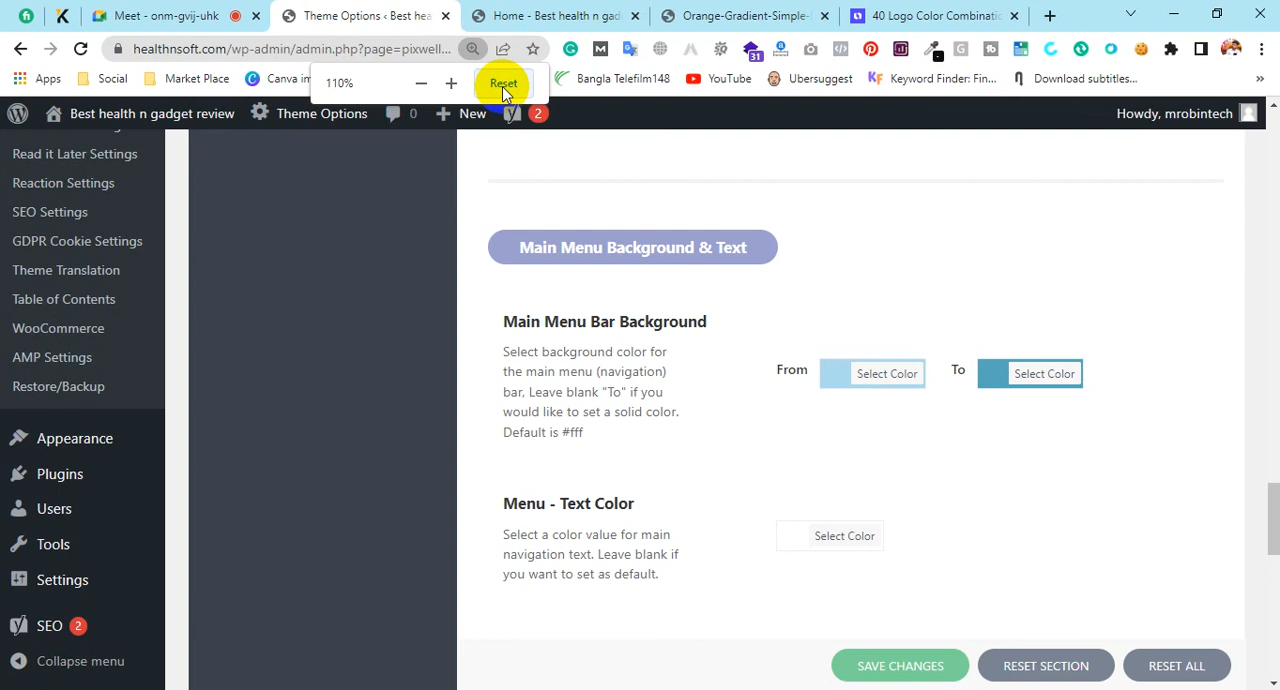 Meet - onm-gvij-uhk
Theme Options ‹ Best hea
Home - Best health n gadget
Orange-Gradient-Simple-
40 Logo Color Combinatic
healthnsoft.com/wp-admin/admin.php?page=pixwell
31
Apps
Social
Market Place
Canva in
110%
Reset
Bangla Telefilm148
YouTube
Ubersuggest
Keyword Finder: Fin...
Download subtitles...
Best health n gadget review
Theme Options
0
New
2
Howdy, mrobintech
Read it Later Settings
Reaction Settings
SEO Settings
GDPR Cookie Settings
Theme Translation
Table of Contents
WooCommerce
AMP Settings
Restore/Backup
Appearance
Plugins
Users
Tools
Settings
SEO 2
Collapse menu
Main Menu Background & Text
Main Menu Bar Background
Select background color for
the main menu (navigation)
bar, Leave blank "To" if you
would like to set a solid color.
Default is #fff
From
Select Color
To
Select Color
Menu - Text Color
Select a color value for main
navigation text. Leave blank if
you want to set as default.
Select Color
SAVE CHANGES
RESET SECTION
RESET ALL